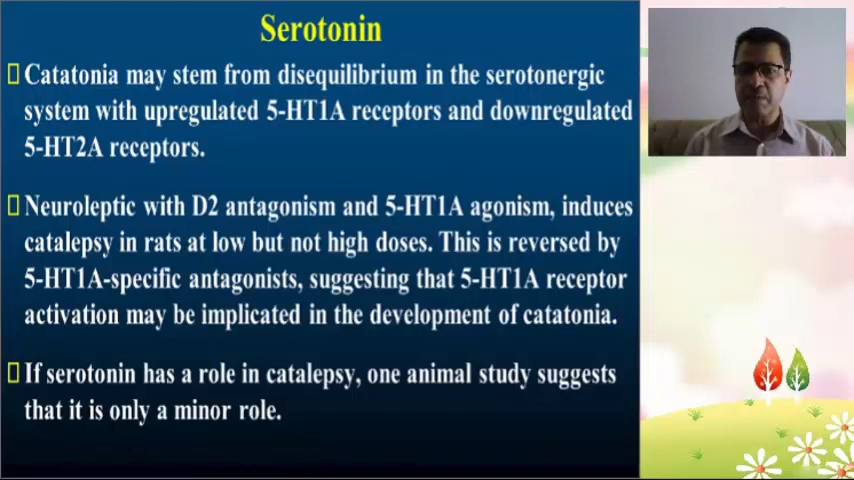 Serotonin
Catatonia may stem from disequilibrium in the serotonergic
system with upregulated 5-HT1A receptors and downregulated
5-HT2A receptors.
Neuroleptic with D2 antagonism and 5-HT1A agonism, induces
catalepsy in rats at low but not high doses. This is reversed by
5-HT1A-specific antagonists, suggesting that 5-HT1A receptor
activation may be implicated in the development of catatonia.
If serotonin has a role in catalepsy, one animal study suggests
that it is only a minor role.